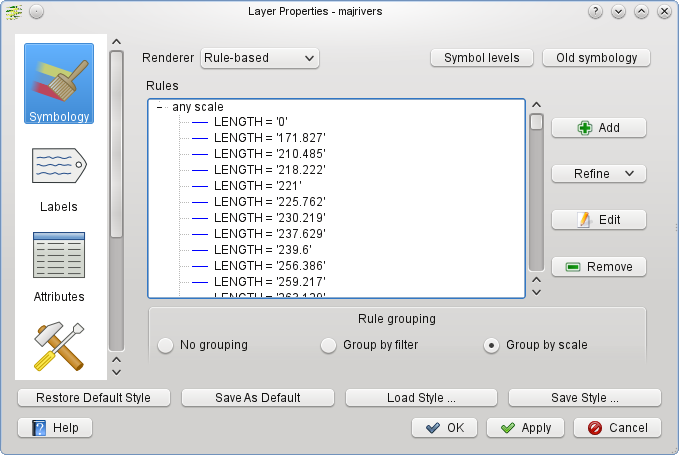 Layer Properties - majrivers
Renderer Rule-based Symbol levels Old symbology
Symbology
Labels
Attributes
Rules
any scale
LENGTH = '0'
LENGTH = '171.827'
LENGTH = '210.485'
LENGTH = '218.222'
LENGTH = '221'
LENGTH = '225.762'
LENGTH = '230.219'
LENGTH = '237.629'
LENGTH = '239.6'
LENGTH = '256.386'
LENGTH = '259.217'
Add
Refine
Edit
Remove
Rule grouping
No grouping Group by filter Group by scale
Restore Default Style Save As Default Load Style ... Save Style ...
Help OK Apply Cancel